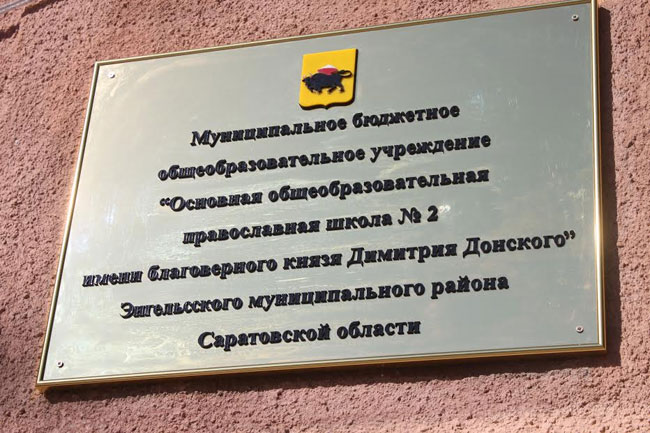 Муниципальное бюджетное
общеобразовательное учреждение
“Основная общеобразовательная
православная школа № 2
имени благоверного князя Димитрия Донского”
Энгельсского муниципального района
Саратовской области